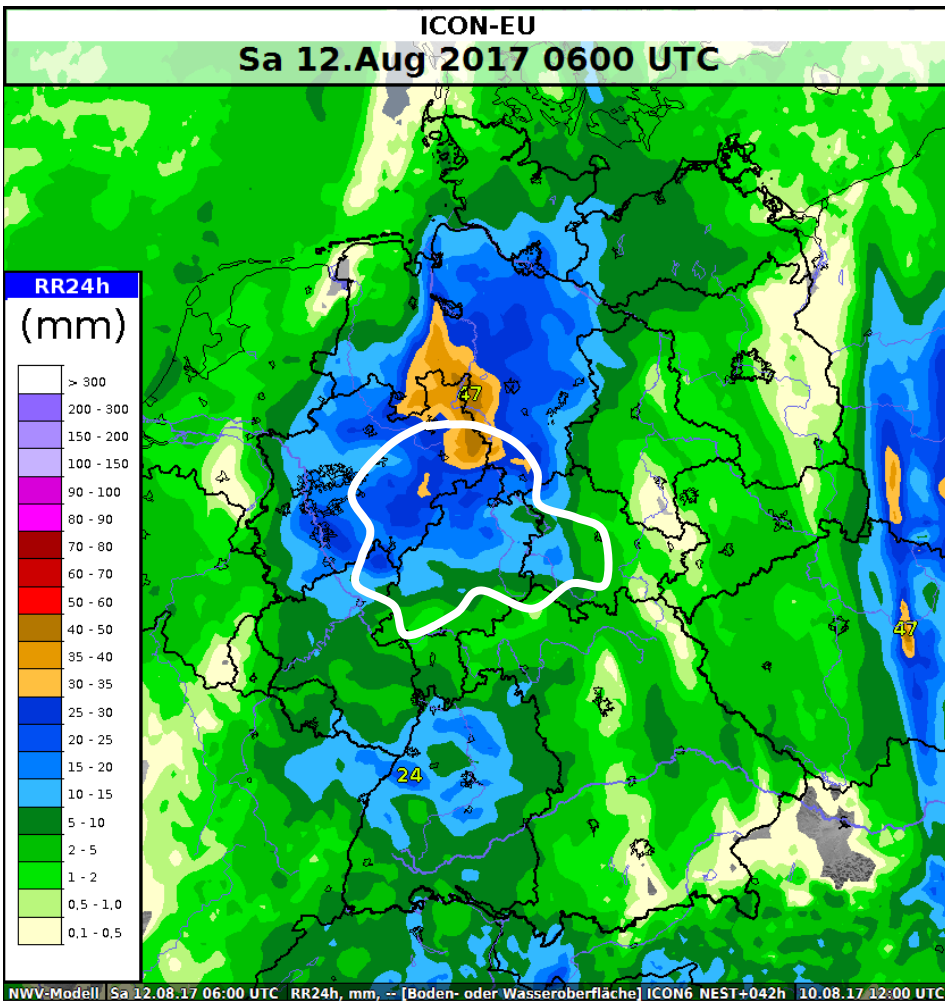 ICON-EU
Sa 12.Aug 2017 0600 UTC
RR24h
(mm)
> 300
200 - 300
150 - 200
100 - 150
90 - 100
80 - 90
70 - 80
60 - 70
50 - 60
40 - 50
35 - 40
30 - 35
25 - 30
20 - 25
15 - 20
10 - 15
5 - 10
2 - 5
1 - 2
0,5 - 1,0
0,1 - 0,5
47
47
24
NWV-Modell Sa 12.08.17 06:00 UTC RR24h, mm, -- [Boden- oder Wasseroberfläche] ICON6 NEST+042h 10.08.17 12:00 UTC